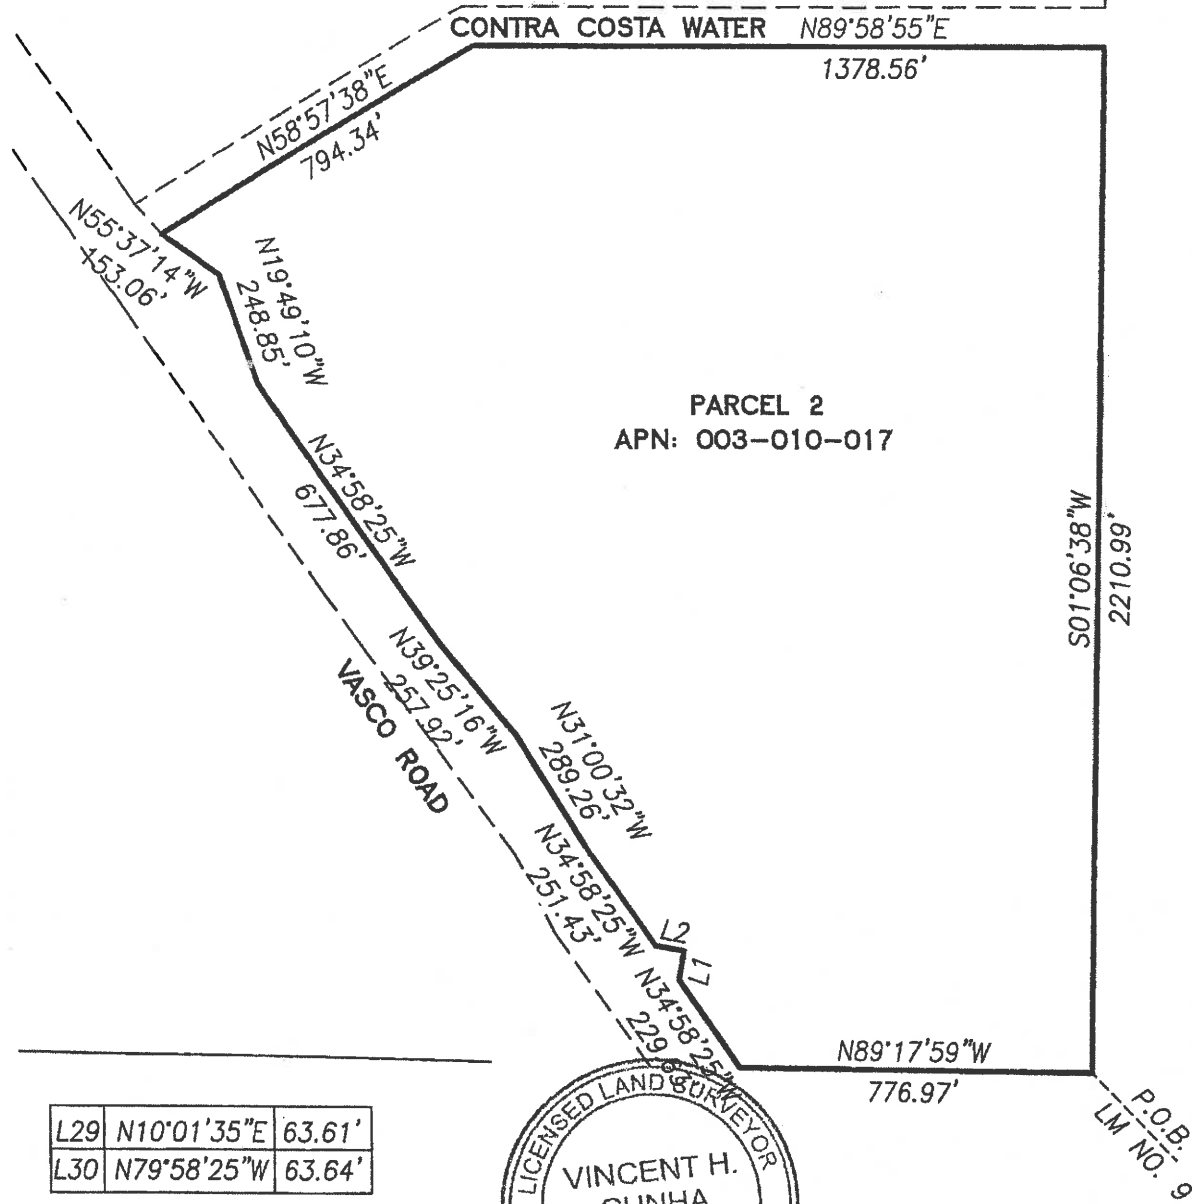 CONTRA COSTA WATER N89°58'55"E
1378.56'
N58°57'38"E
794.34'
N55°37'14"W
153.06'
N19°49'10"W
248.85'
N34°58'25"W
677.86'
PARCEL 2
APN: 003-010-017
S01°06'38"W
2210.99'
N39°25'16"W
257.92'
VASCO ROAD
N31°00'32"W
289.26'
N34°58'25"W
251.43'
L2
L1
N34°58'25"W
229
N89°17'59"W
776.97'
P.O.B.
LM NO. 9
L29 N10°01'35"E 63.61'
L30 N79°58'25"W 63.64'
LICENSED LAND SURVEYOR
VINCENT H.
CUNHA